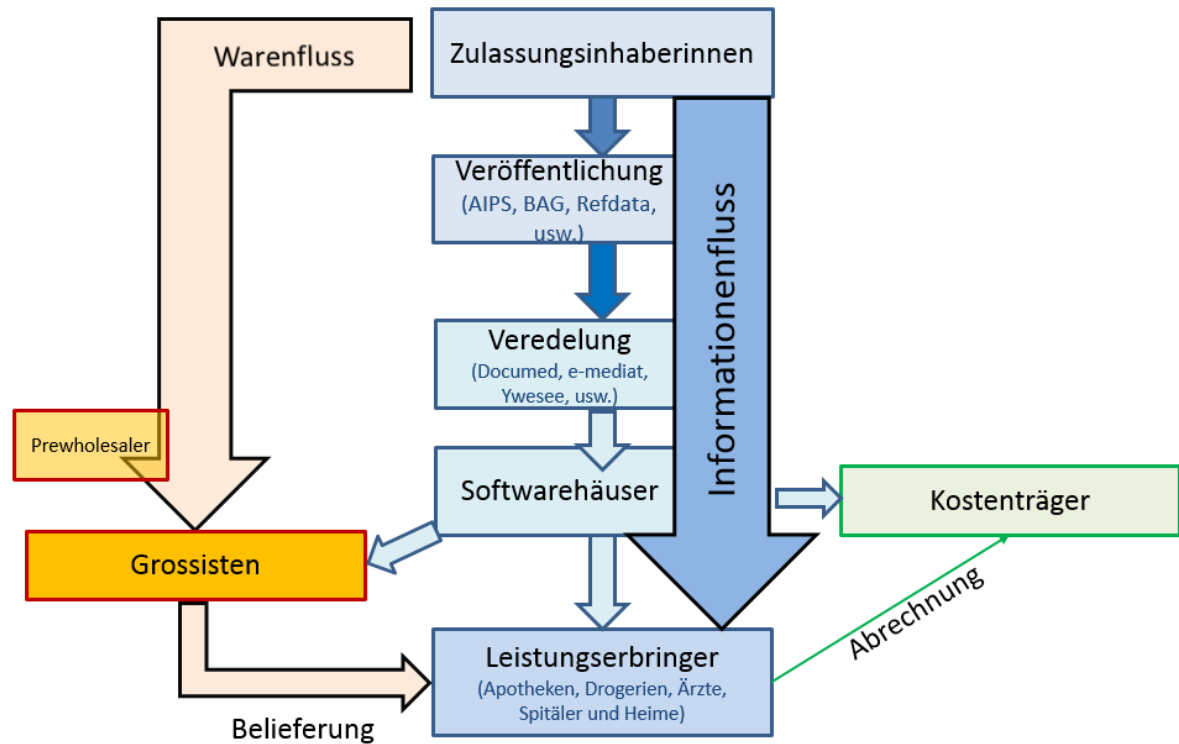 Warenfluss
Zulassungsinhaberinnen
Veröffentlichung
(AIPS, BAG, Refdata,
usw.)
Informationenfluss
Veredelung
(Documed, e-mediat,
Ywesee, usw.)
Prewholesaler
Softwarehäuser
Kostenträger
Grossisten
Abrechnung
Leistungserbringer
(Apotheken, Drogerien, Ärzte,
Spitäler und Heime)
Belieferung